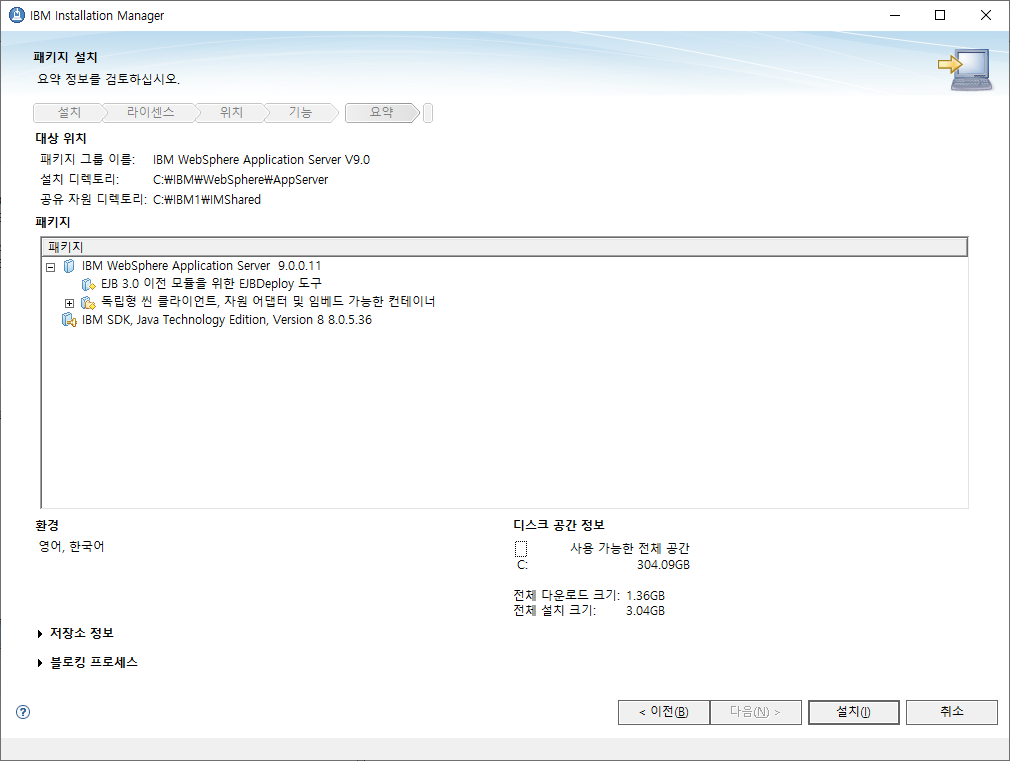 IBM Installation Manager
패키지 설치
요약 정보를 검토하십시오.
설치 라이센스 위치 기능 요약
대상 위치
패키지 그룹 이름: IBM WebSphere Application Server V9.0
설치 디렉토리: C:₩IBM₩WebSphere₩AppServer
공유 자원 디렉토리: C:₩IBM1₩IMShared
패키지
패키지
IBM WebSphere Application Server 9.0.0.11
EJB 3.0 이전 모듈을 위한 EJBDeploy 도구
독립형 씬 클라이언트, 자원 어댑터 및 임베드 가능한 컨테이너
IBM SDK, Java Technology Edition, Version 8 8.0.5.36
환경
영어, 한국어
디스크 공간 정보
사용 가능한 전체 공간
C: 304.09GB
전체 다운로드 크기: 1.36GB
전체 설치 크기: 3.04GB
저장소 정보
블로킹 프로세스
< 이전(B) 다음(N) > 설치(I) 취소